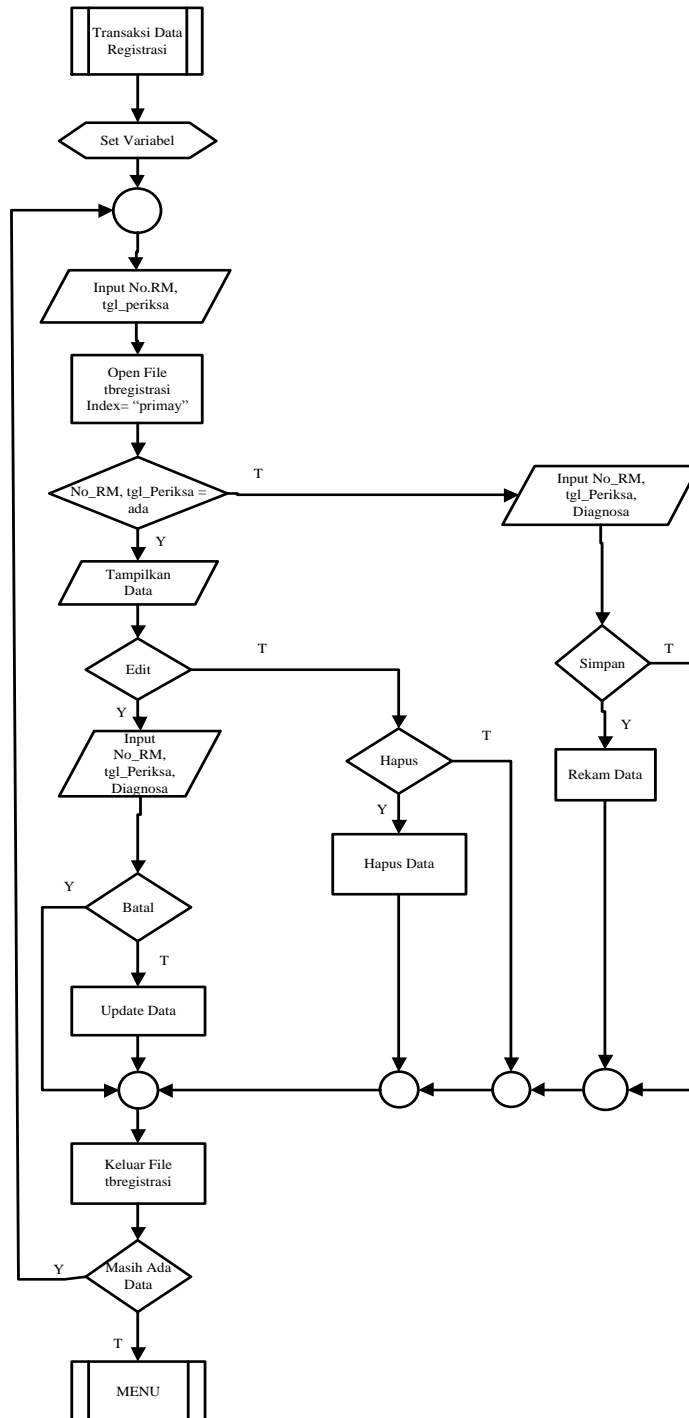 Transaksi Data
Registrasi
Set Variabel
Input No.RM,
tgl_periksa
Open File
tbregistrasi
Index= “primay”
No_RM, tgl_Periksa =
ada
T
Y
Input No_RM,
tgl_Periksa,
Diagnosa
Tampilkan
Data
Simpan
T
Y
Rekam Data
Edit
T
Y
Input
No_RM,
tgl_Periksa,
Diagnosa
Hapus
T
Y
Hapus Data
Batal
Y
T
Update Data
Keluar File
tbregistrasi
Masih Ada
Data
Y
T
MENU